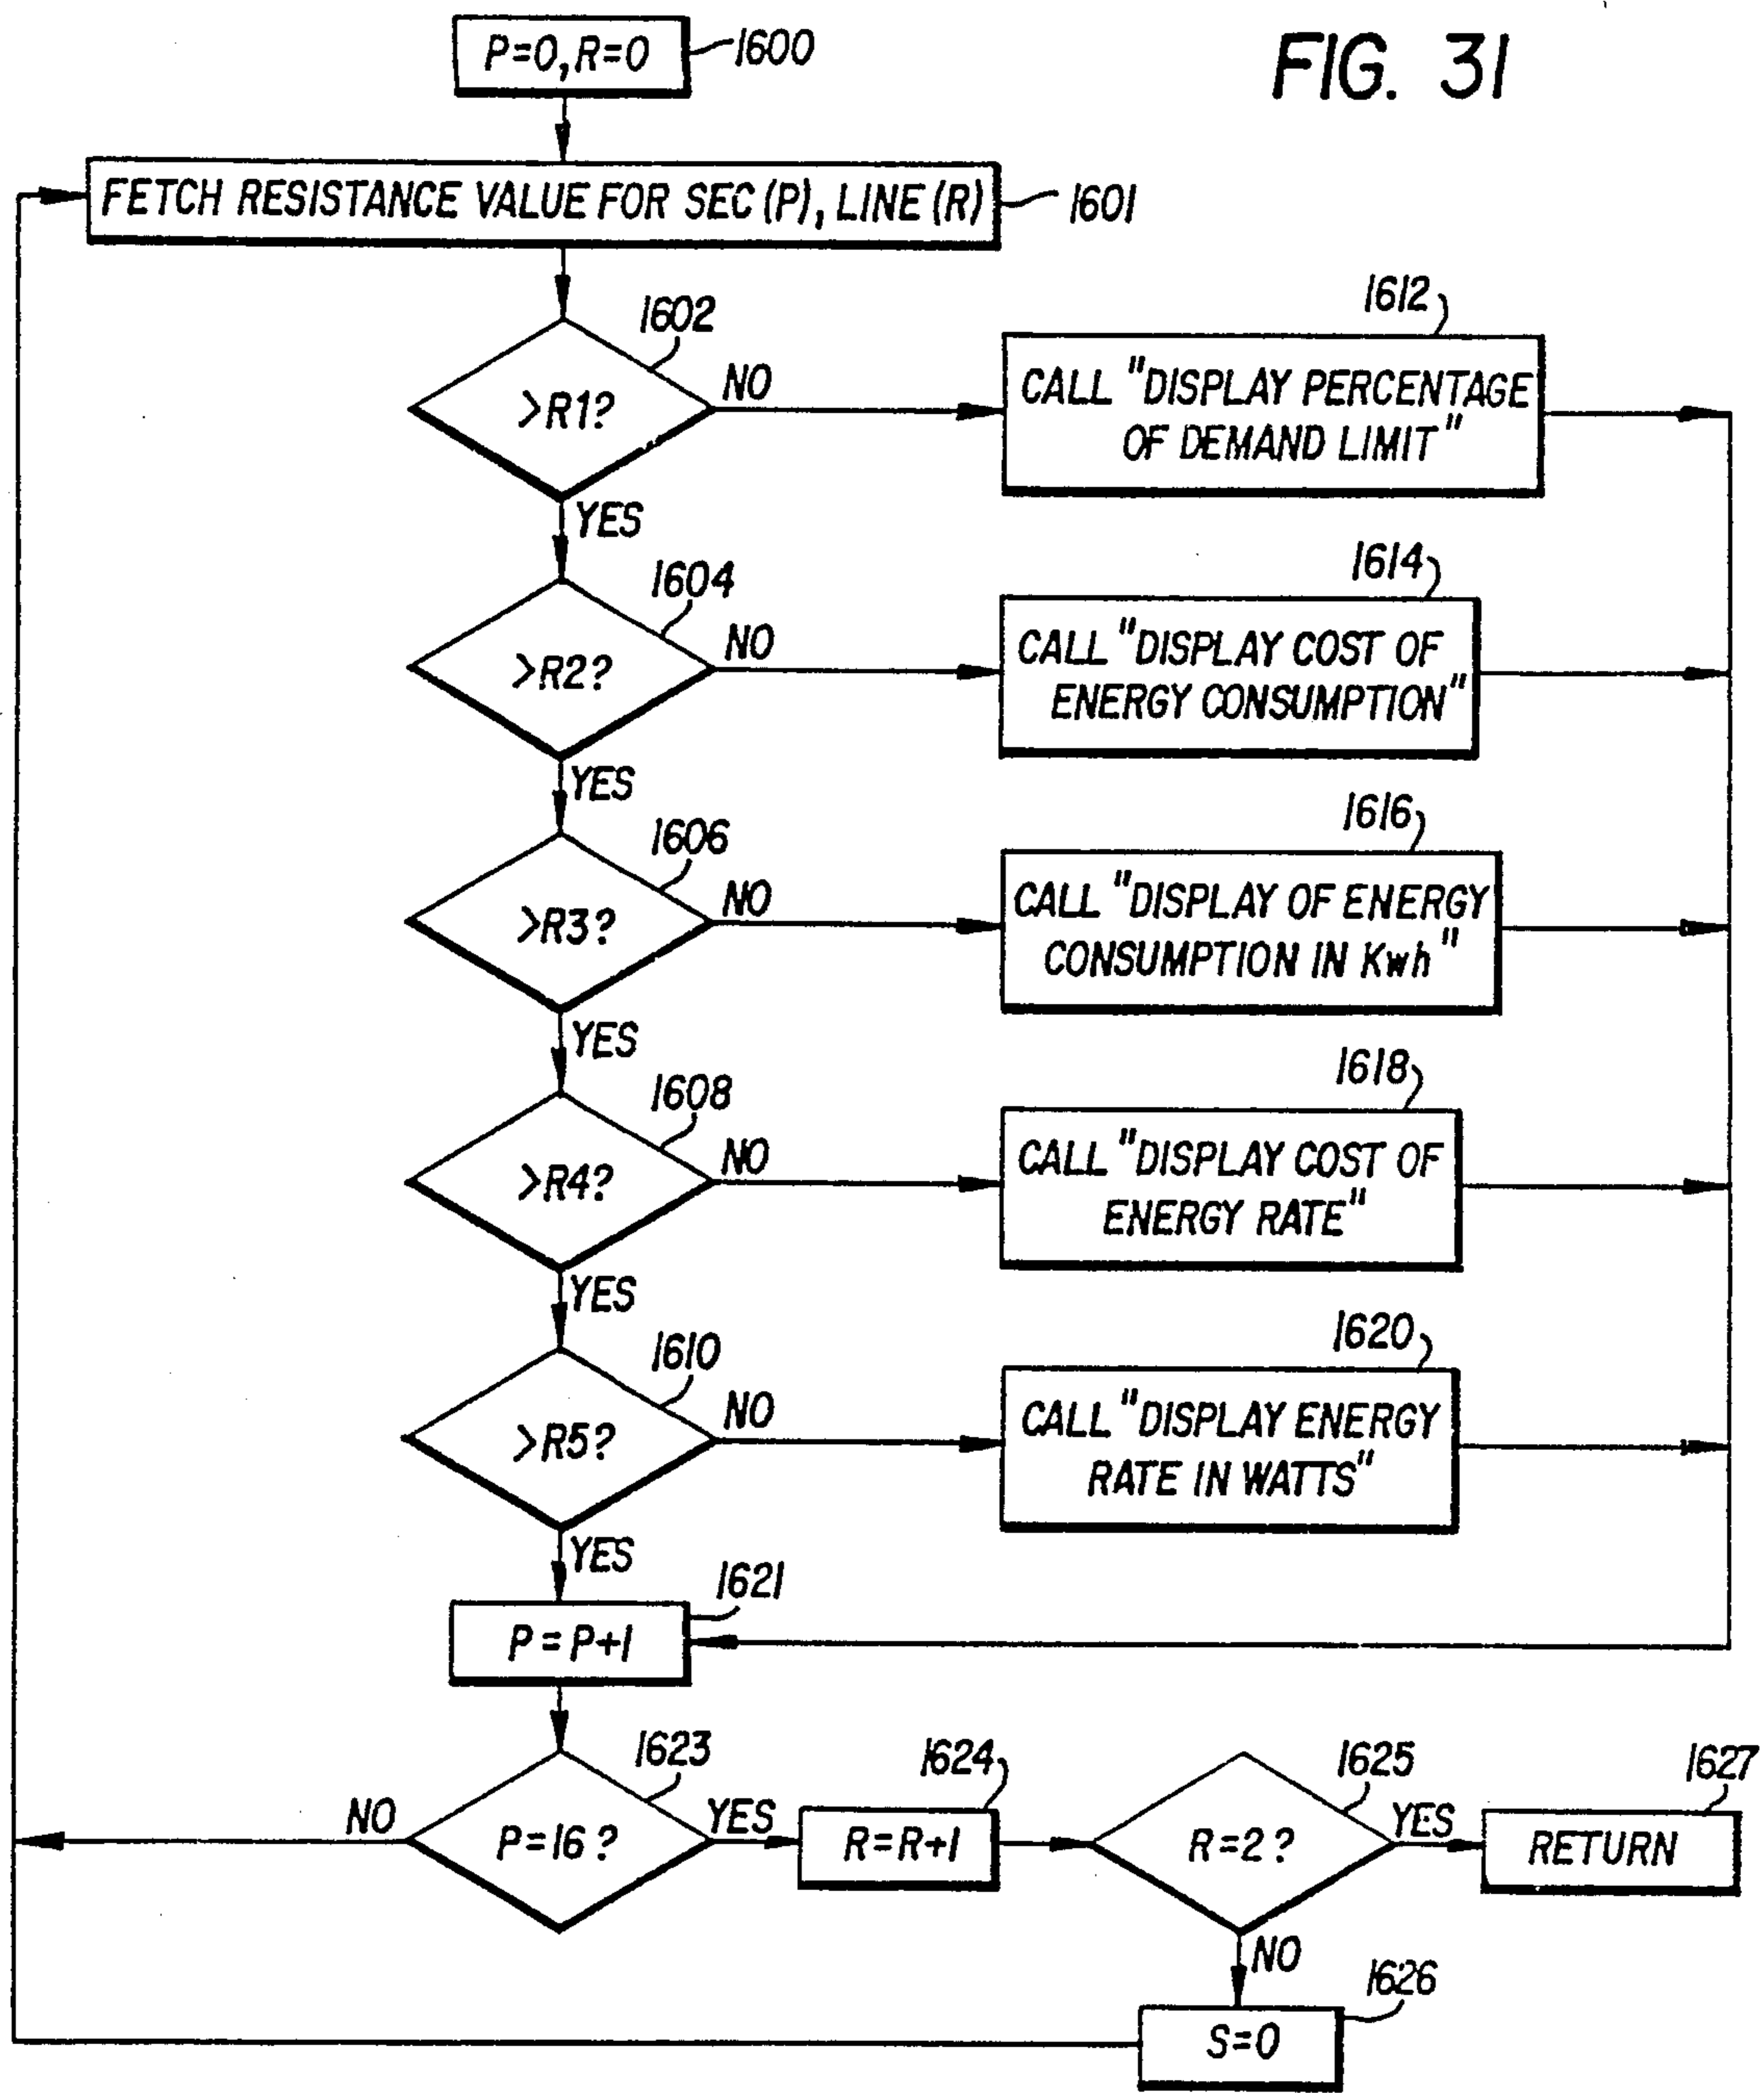 FIG. 31
P=0, R=0
1600
FETCH RESISTANCE VALUE FOR SEC (P), LINE (R)
1601
1602
>R1?
NO
YES
1612
CALL "DISPLAY PERCENTAGE
OF DEMAND LIMIT"
1604
>R2?
NO
YES
1614
CALL "DISPLAY COST OF
ENERGY CONSUMPTION"
1606
>R3?
NO
YES
1616
CALL "DISPLAY OF ENERGY
CONSUMPTION IN Kwh"
1608
>R4?
NO
YES
1618
CALL "DISPLAY COST OF
ENERGY RATE"
1610
>R5?
NO
YES
1620
CALL "DISPLAY ENERGY
RATE IN WATTS"
1621
P=P+1
1623
P=16?
NO
YES
1624
R=R+1
1625
R=2?
YES
NO
1627
RETURN
1626
S=0